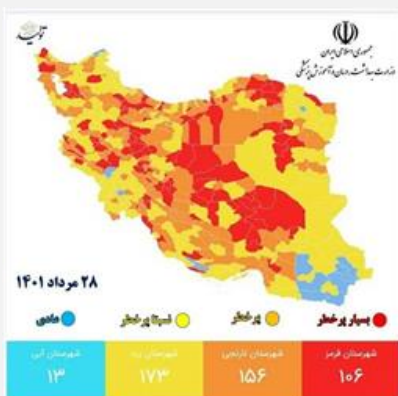 تولید
جمهوری اسلامی ایران
وزارت بهداشت، درمان و آموزش پزشکی
۲۸ مرداد ۱۴۰۱
بسیار پرخطر
پرخطر
نسبتا پرخطر
عادی
شهرستان قرمز
شهرستان نارنجی
شهرستان زرد
شهرستان آبی
۱۰۶
۱۵۶
۱۷۳
۱۳